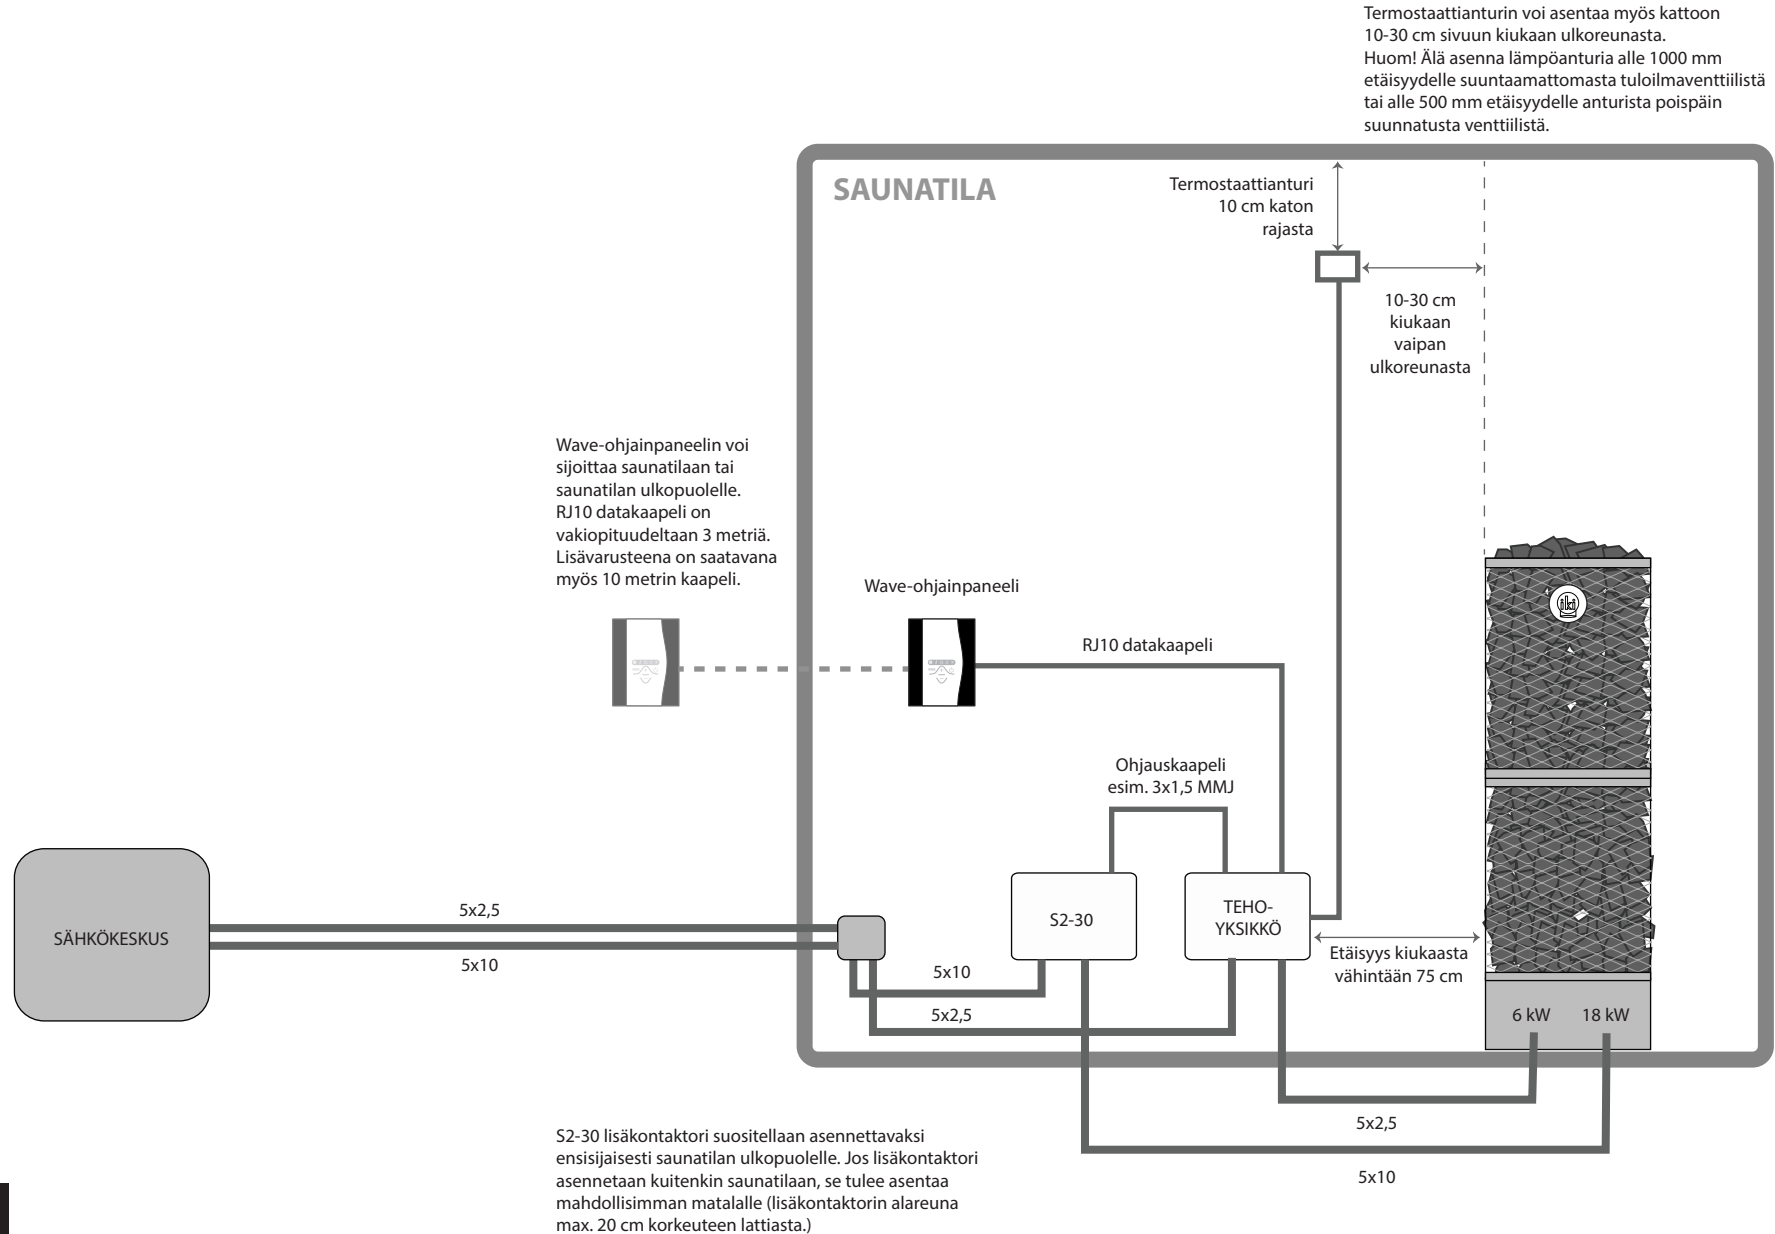 Termostaattianturin voi asentaa myös kattoon
10-30 cm sivuun kiukaan ulkoreunasta.
Huom! Älä asenna lämpöanturia alle 1000 mm
etäisyydelle suuntaamattomasta tuloilmaventtiilistä
tai alle 500 mm etäisyydelle anturista poispäin
suunnatusta venttiilistä.
SAUNATILA
Termostaattianturi
10 cm katon
rajasta
10-30 cm
kiukaan
vaipan
ulkoreunasta
Wave-ohjainpaneelin voi
sijoittaa saunatilaan tai
saunatilan ulkopuolelle.
RJ10 datakaapeli on
vakiopituudeltaan 3 metriä.
Lisävarusteena on saatavana
myös 10 metrin kaapeli.
Wave-ohjainpaneeli
RJ10 datakaapeli
iki
Ohjauskaapeli
esim. 3x1,5 MMJ
SÄHKÖKESKUS
5x2,5
5x10
S2-30
TEHO-
YKSIKKÖ
Etäisyys kiukaasta
vähintään 75 cm
5x10
5x2,5
6 kW
18 kW
5x2,5
5x10
S2-30 lisäkontaktori suositellaan asennettavaksi
ensisijaisesti saunatilan ulkopuolelle. Jos lisäkontaktori
asennetaan kuitenkin saunatilaan, se tulee asentaa
mahdollisimman matalalle (lisäkontaktorin alareuna
max. 20 cm korkeuteen lattiasta.)